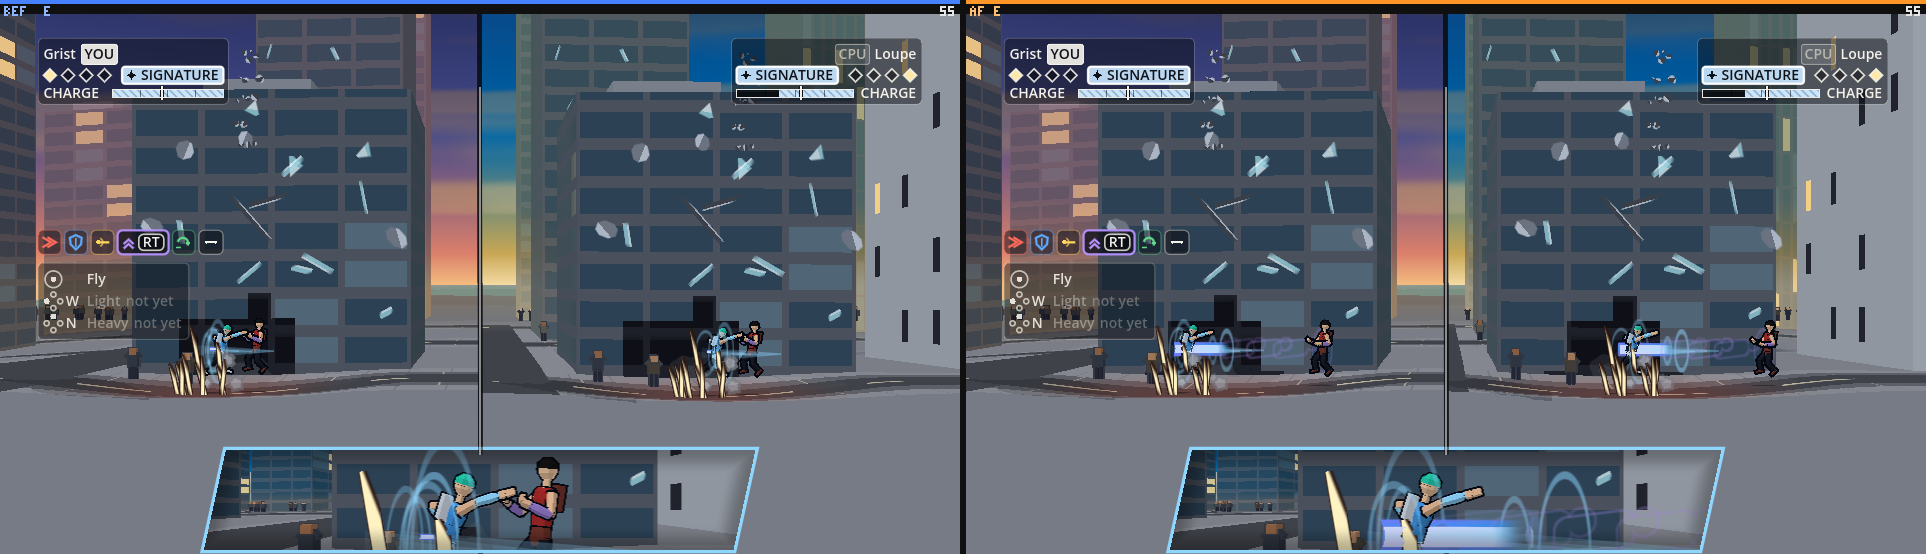 BEF E
55
Grist YOU
SIGNATURE
CHARGE
CPU Loupe
SIGNATURE
CHARGE
RT
Fly
W Light not yet
N Heavy not yet
AF E
55
Grist YOU
SIGNATURE
CHARGE
CPU Loupe
SIGNATURE
CHARGE
RT
Fly
W Light not yet
N Heavy not yet